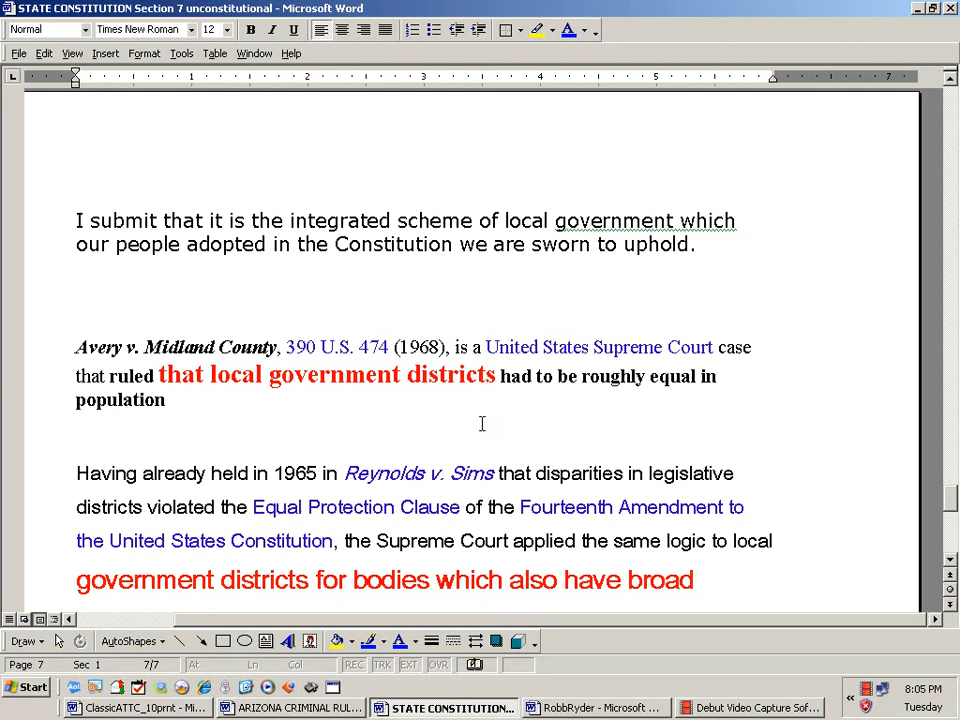 STATE CONSTITUTION Section 7 unconstitutional - Microsoft Word
Normal Times New Roman 12 B I U
File Edit View Insert Format Tools Table Window Help
1 2 3 4 5 7
I submit that it is the integrated scheme of local government which
our people adopted in the Constitution we are sworn to uphold.
Avery v. Midland County, 390 U.S. 474 (1968), is a United States Supreme Court case
that ruled that local government districts had to be roughly equal in
population
Having already held in 1965 in Reynolds v. Sims that disparities in legislative
districts violated the Equal Protection Clause of the Fourteenth Amendment to
the United States Constitution, the Supreme Court applied the same logic to local
government districts for bodies which also have broad
Draw AutoShapes
Page 7 Sec 1 7/7 At Ln Col REC TRK EXT OVR
Start 8:05 PM
ClassicATTC_10prnt - Mi... ARIZONA CRIMINAL RUL... STATE CONSTITUTION... RobbRyder - Microsoft ... Debut Video Capture Sof... Tuesday